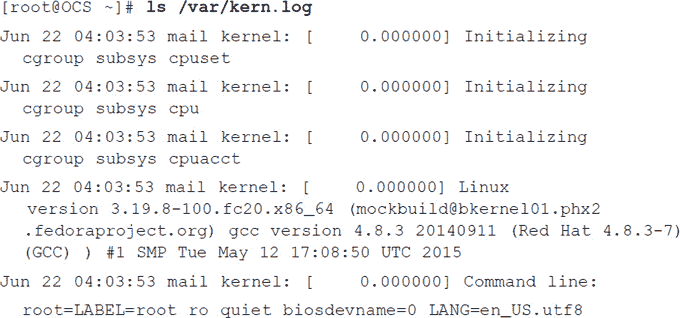 [root@OCS ~]# ls /var/kern.log
Jun 22 04:03:53 mail kernel: [    0.000000] Initializing
cgroup subsys cpuset
Jun 22 04:03:53 mail kernel: [    0.000000] Initializing
cgroup subsys cpu
Jun 22 04:03:53 mail kernel: [    0.000000] Initializing
cgroup subsys cpuacct
Jun 22 04:03:53 mail kernel: [    0.000000] Linux
version 3.19.8-100.fc20.x86_64 (mockbuild@bkernel01.phx2
.fedoraproject.org) gcc version 4.8.3 20140911 (Red Hat 4.8.3-7)
(GCC) ) #1 SMP Tue May 12 17:08:50 UTC 2015
Jun 22 04:03:53 mail kernel: [    0.000000] Command line:
root=LABEL=root ro quiet biosdevname=0 LANG=en_US.utf8